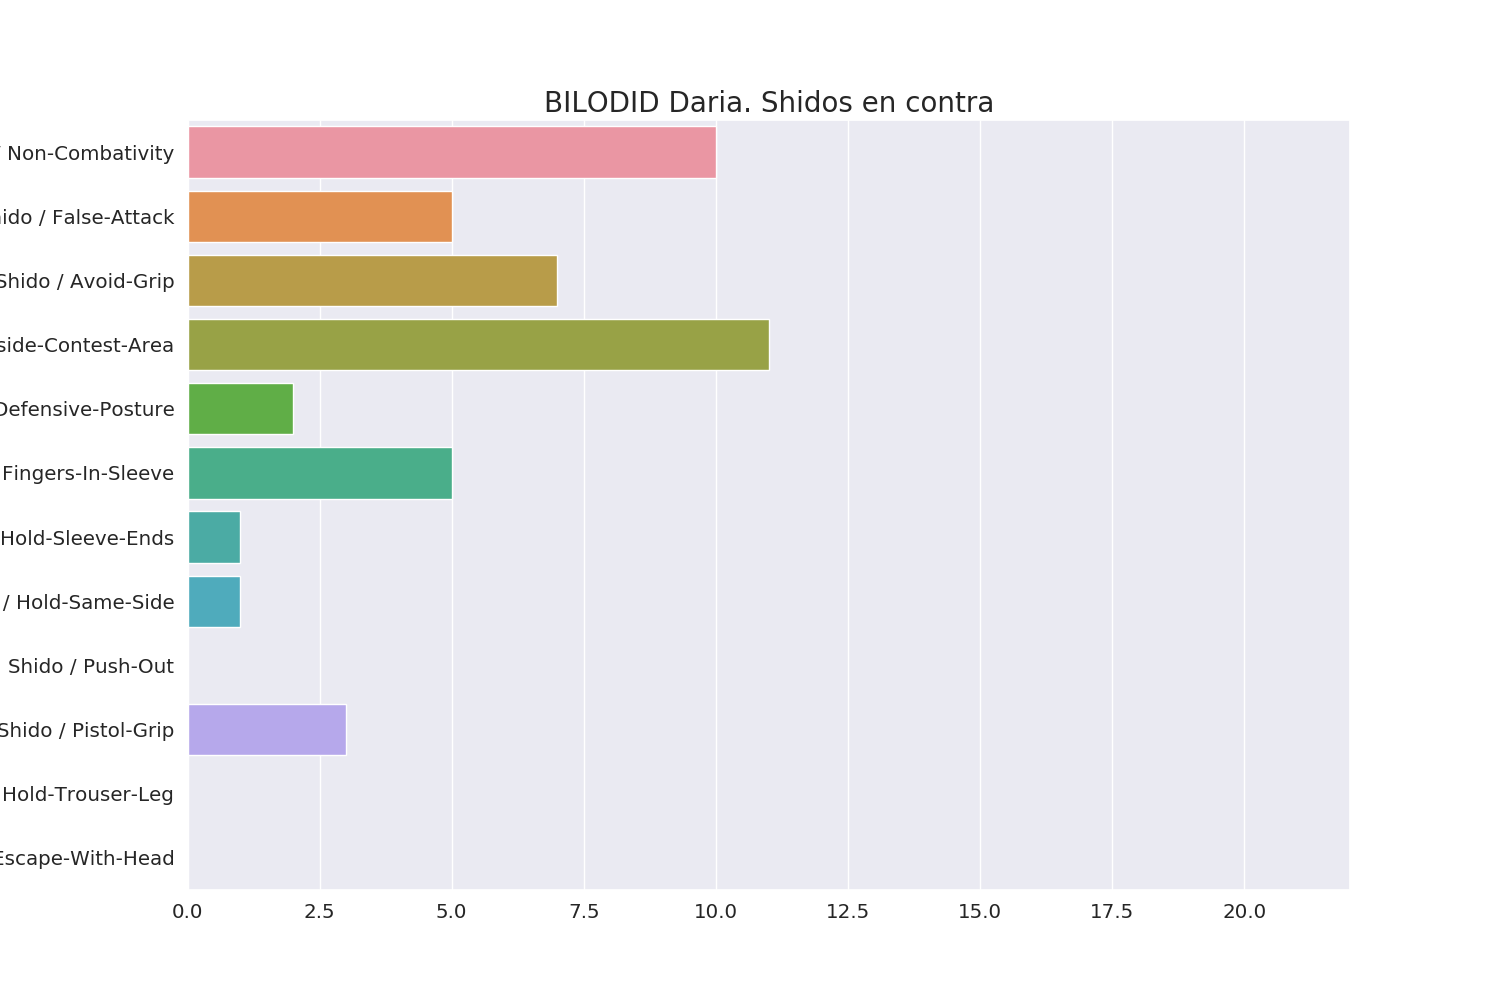 BILODID Daria. Shidos en contra
/ Non-Combativity
/ False-Attack
Shido / Avoid-Grip
side-Contest-Area
Defensive-Posture
Fingers-In-Sleeve
Hold-Sleeve-Ends
/ Hold-Same-Side
Shido / Push-Out
Shido / Pistol-Grip
Hold-Trouser-Leg
Escape-With-Head
0.0 2.5 5.0 7.5 10.0 12.5 15.0 17.5 20.0